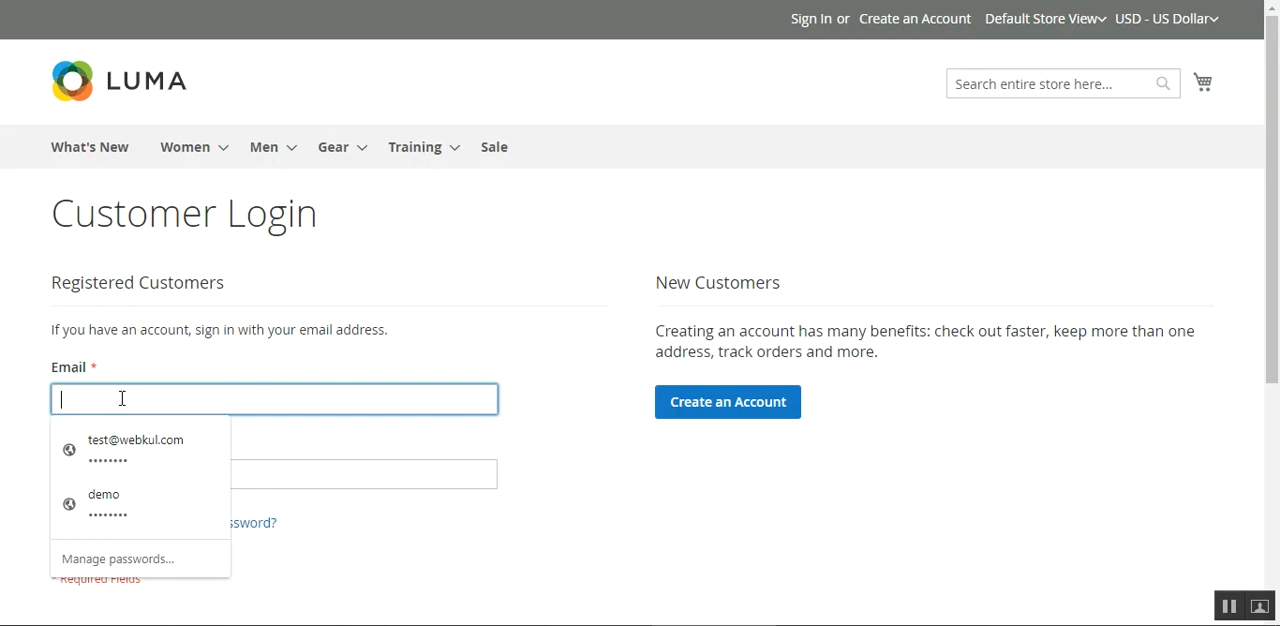 Sign In or Create an Account Default Store View USD - US Dollar
LUMA
Search entire store here...
What's New Women Men Gear Training Sale
Customer Login
Registered Customers
If you have an account, sign in with your email address.
Email *
test@webkul.com
••••••••
demo
••••••••
ssword?
Manage passwords...
* Required Fields
New Customers
Creating an account has many benefits: check out faster, keep more than one
address, track orders and more.
Create an Account